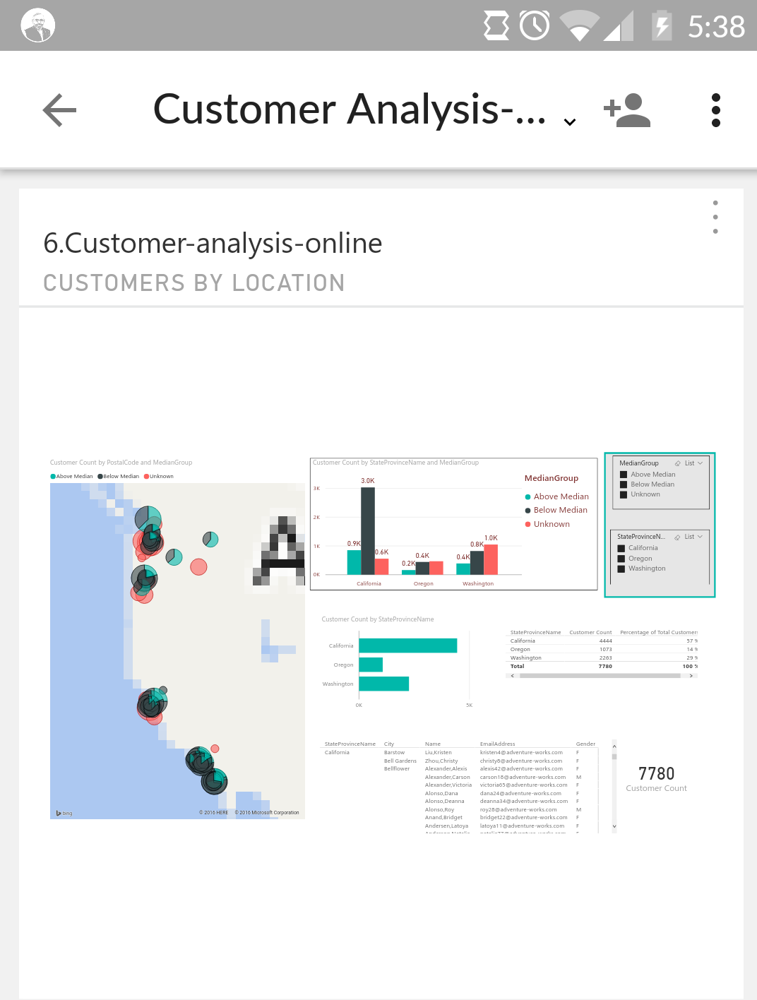 5:38
Customer Analysis-...
6.Customer-analysis-online
CUSTOMERS BY LOCATION
Customer Count by PostalCode and MedianGroup
Above Median Below Median Unknown
A
bing
© 2016 HERE © 2016 Microsoft Corporation
Customer Count by StateProvinceName and MedianGroup
3K
2K
1K
0K
0.9K 3.0K 0.6K
0.2K 0.4K
0.4K 0.8K 1.0K
California Oregon Washington
MedianGroup
Above Median
Below Median
Unknown
MedianGroup List
Above Median
Below Median
Unknown
StateProvinceN... List
California
Oregon
Washington
Customer Count by StateProvinceName
California
Oregon
Washington
0K 5K
StateProvinceName Customer Count Percentage of Total Customers
California 4444 57 %
Oregon 1073 14 %
Washington 2263 29 %
Total 7780 100 %
StateProvinceName City Name EmailAddress Gender
California Barstow Liu,Kristen kristen4@adventure-works.com F
Bell Gardens Zhou,Christy christy8@adventure-works.com F
Bellflower Alexander,Alexis alexis42@adventure-works.com F
Alexander,Carson carson18@adventure-works.com M
Alexander,Victoria victoria65@adventure-works.com F
Alonso,Dana dana24@adventure-works.com F
Alonso,Deanna deanna34@adventure-works.com F
Alonso,Roy roy28@adventure-works.com M
Anand,Bridget bridget22@adventure-works.com F
Andersen,Latoya latoya11@adventure-works.com F
7780
Customer Count